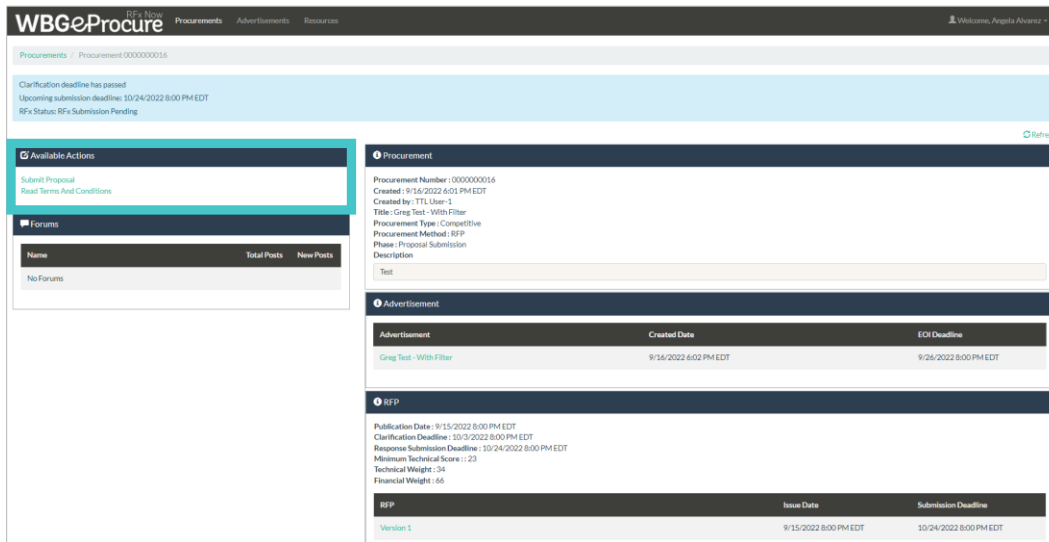 WBGeProcure
RFx Now
Procurements
Advertisements
Resources
Welcome, Angela Alvarez
Procurements / Procurement 0000000016
Clarification deadline has passed
Upcoming submission deadline: 10/24/2022 8:00 PM EDT
RFx Status: RFx Submission Pending
Refre
Available Actions
Submit Proposal
Read Terms And Conditions
Forums
Name Total Posts New Posts
No Forums
Procurement
Procurement Number : 0000000016
Created : 9/16/2022 6:01 PM EDT
Created by : TTL User-1
Title : Greg Test - With Filter
Procurement Type : Competitive
Procurement Method : RFP
Phase : Proposal Submission
Description
Test
Advertisement
Advertisement Created Date EOI Deadline
Greg Test - With Filter 9/16/2022 6:02 PM EDT 9/26/2022 8:00 PM EDT
RFP
Publication Date : 9/15/2022 8:00 PM EDT
Clarification Deadline : 10/3/2022 8:00 PM EDT
Response Submission Deadline : 10/24/2022 8:00 PM EDT
Minimum Technical Score : : 23
Technical Weight : 34
Financial Weight : 66
RFP Issue Date Submission Deadline
Version 1 9/15/2022 8:00 PM EDT 10/24/2022 8:00 PM EDT